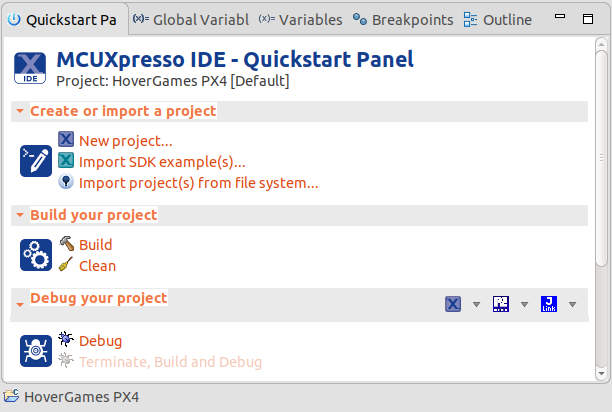 Quickstart Pa (x)= Global Variabl (x)= Variables Breakpoints Outline
MCUXpresso IDE - Quickstart Panel
IDE
Project: HoverGames PX4 [Default]
Create or import a project
New project...
Import SDK example(s)...
Import project(s) from file system...
Build your project
Build
Clean
Debug your project
Link
Debug
Terminate, Build and Debug
HoverGames PX4